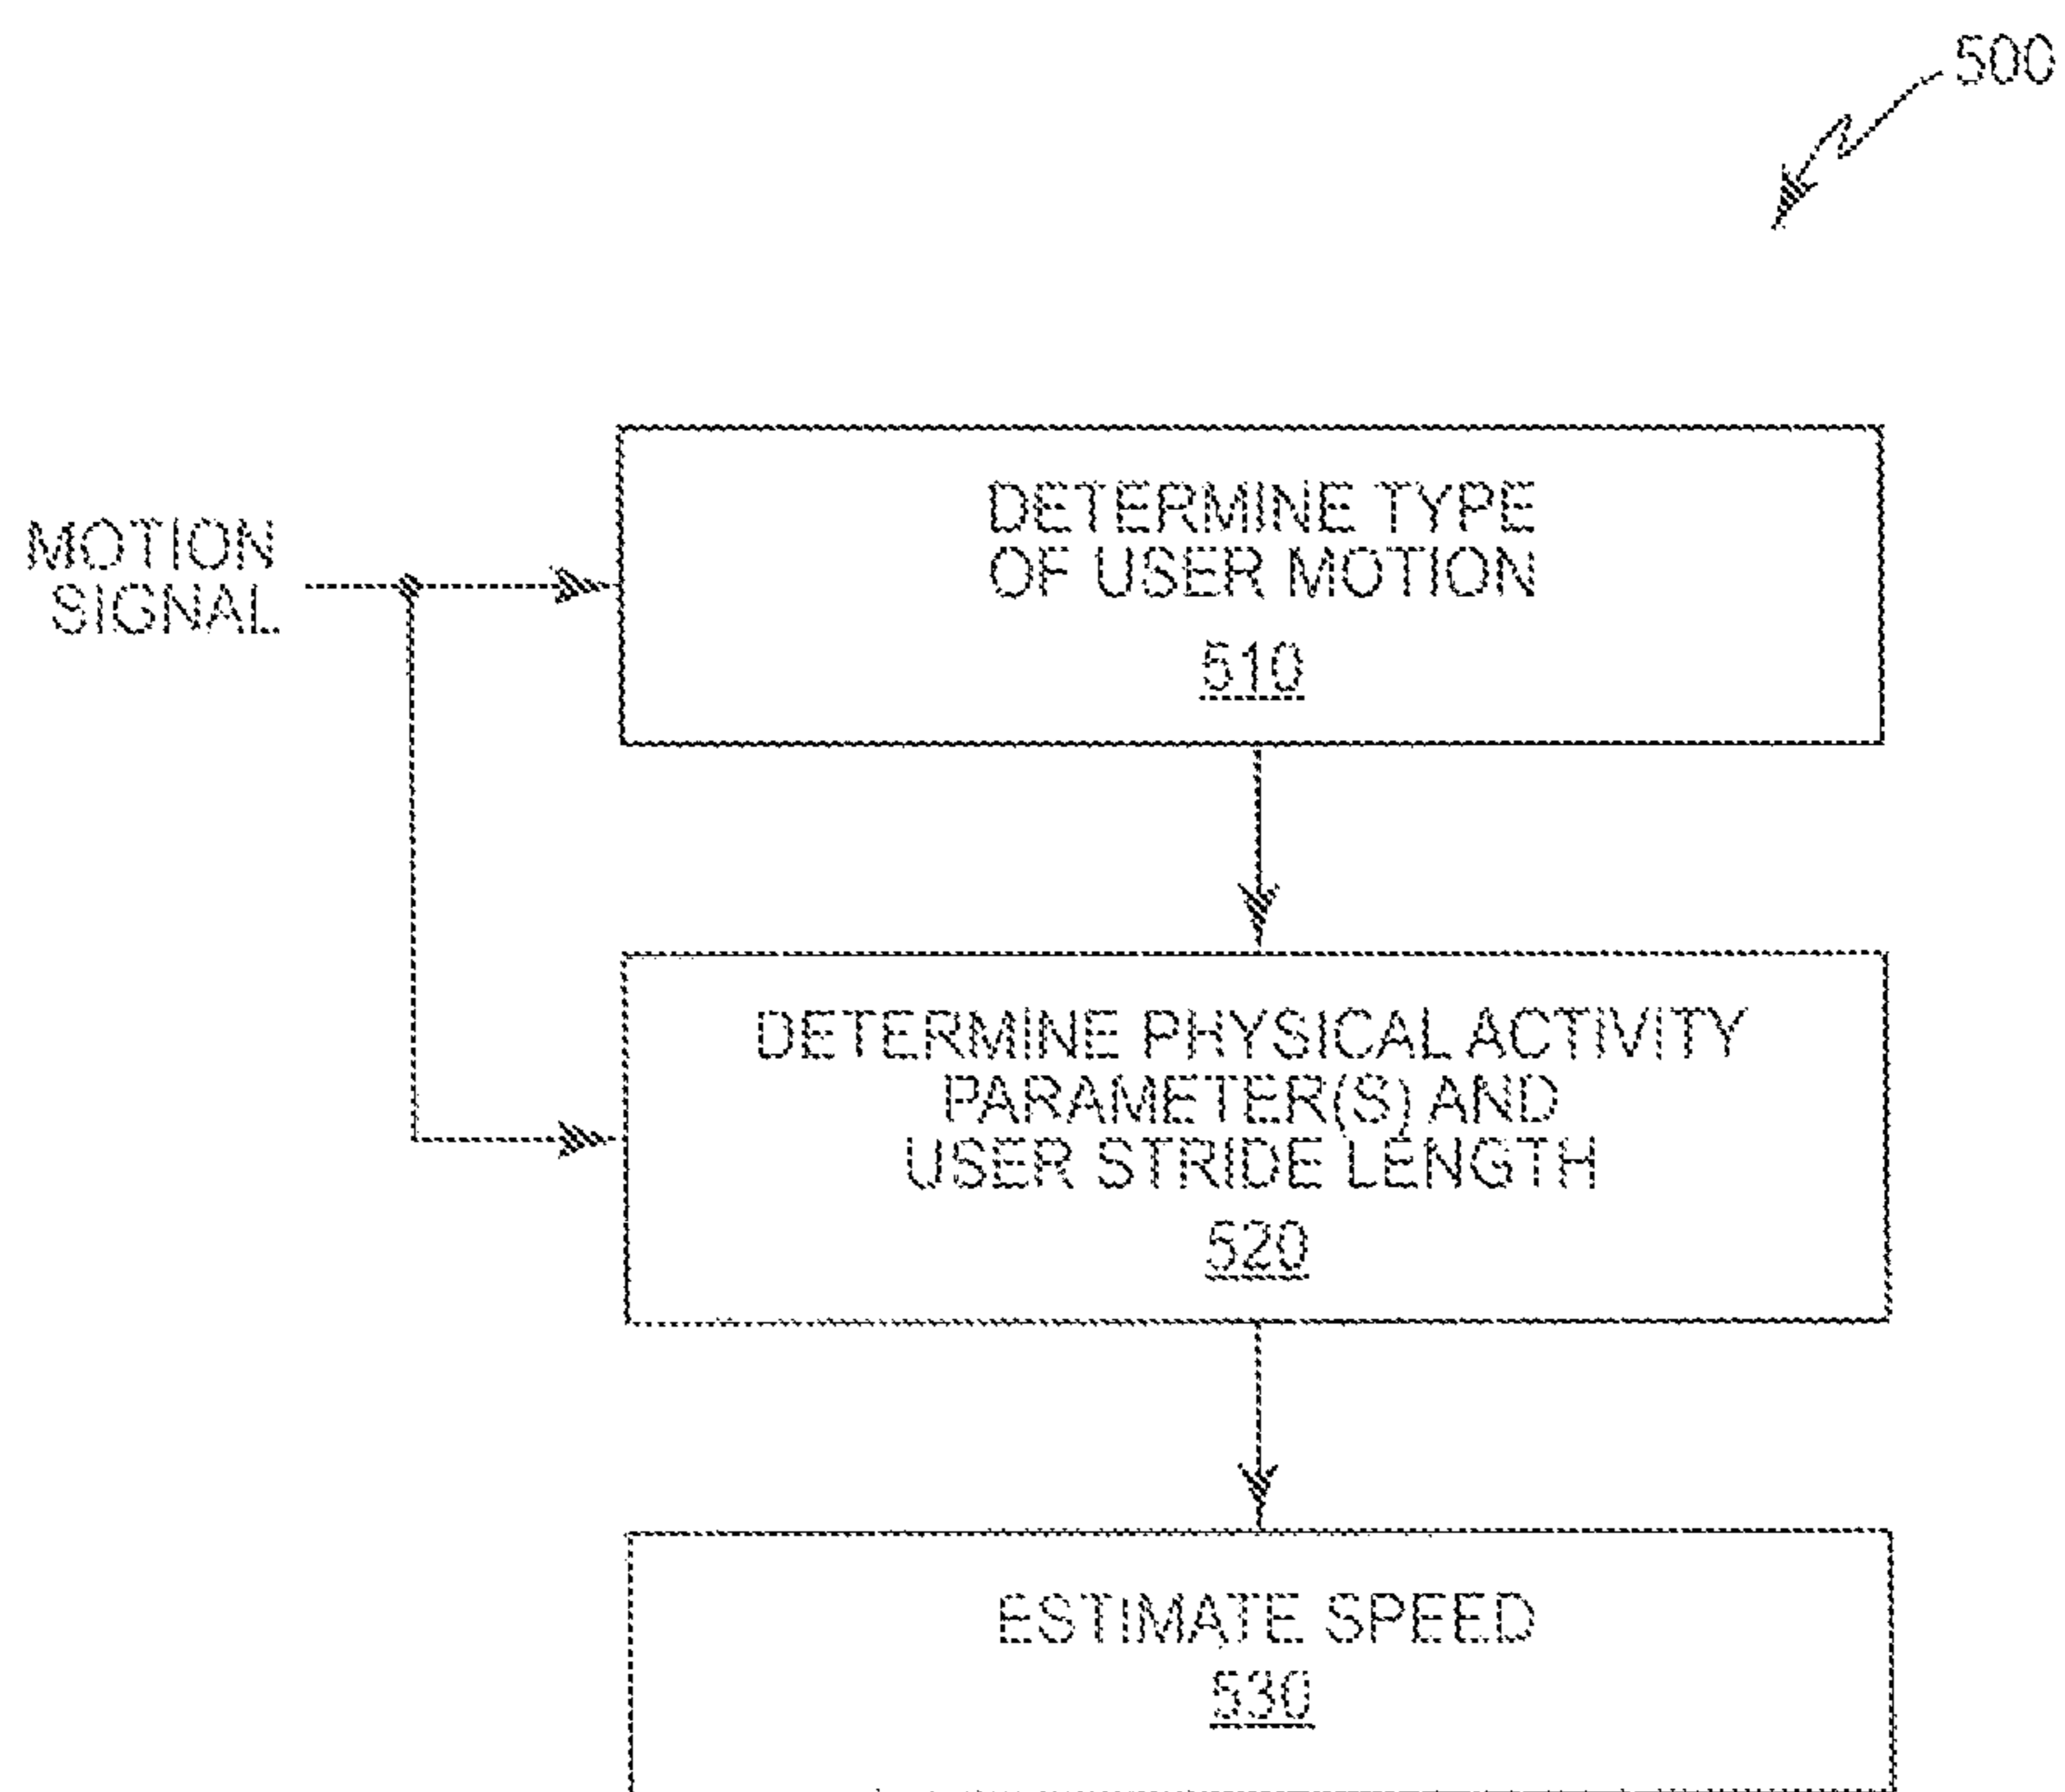 500
MOTION
SIGNAL
DETERMINE TYPE
OF USER MOTION
510
DETERMINE PHYSICAL ACTIVITY
PARAMETER(S) AND
USER STRIDE LENGTH
520
ESTIMATE SPEED
530